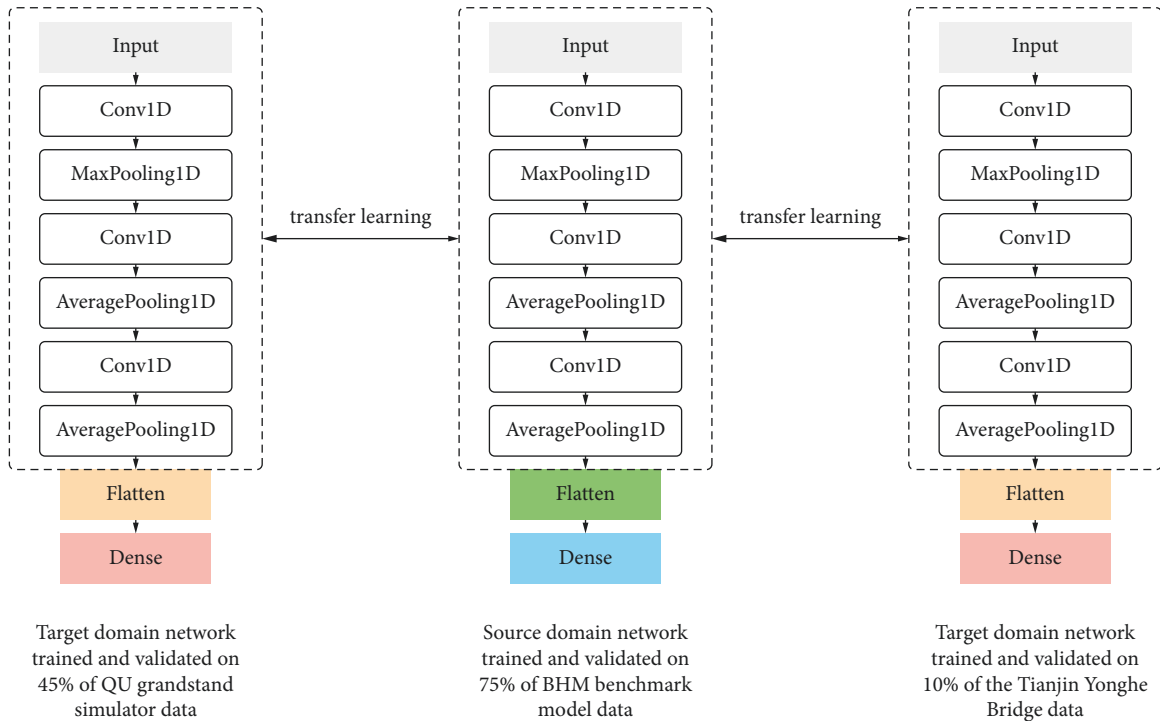 Input
Conv1D
MaxPooling1D
Conv1D
AveragePooling1D
Conv1D
AveragePooling1D
Flatten
Dense
Target domain network
trained and validated on
45% of QU grandstand
simulator data
transfer learning
Input
Conv1D
MaxPooling1D
Conv1D
AveragePooling1D
Conv1D
AveragePooling1D
Flatten
Dense
Source domain network
trained and validated on
75% of BHM benchmark
model data
transfer learning
Input
Conv1D
MaxPooling1D
Conv1D
AveragePooling1D
Conv1D
AveragePooling1D
Flatten
Dense
Target domain network
trained and validated on
10% of the Tianjin Yonghe
Bridge data